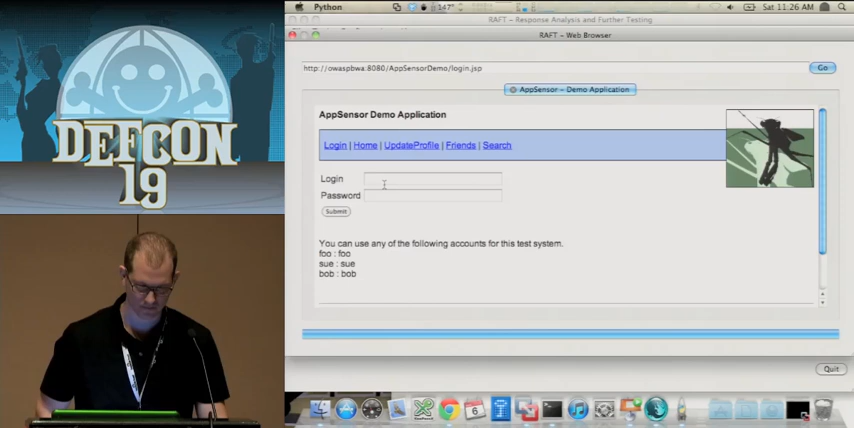 DEFCON
19
Python
147°
Sat 11:26 AM
RAFT – Response Analysis and Further Testing
RAFT – Web Browser
http://owaspbwa:8080/AppSensorDemo/login.jsp
Go
AppSensor – Demo Application
AppSensor Demo Application
Login | Home | UpdateProfile | Friends | Search
Login
Password
Submit
You can use any of the following accounts for this test system.
foo : foo
sue : sue
bob : bob
Quit
6